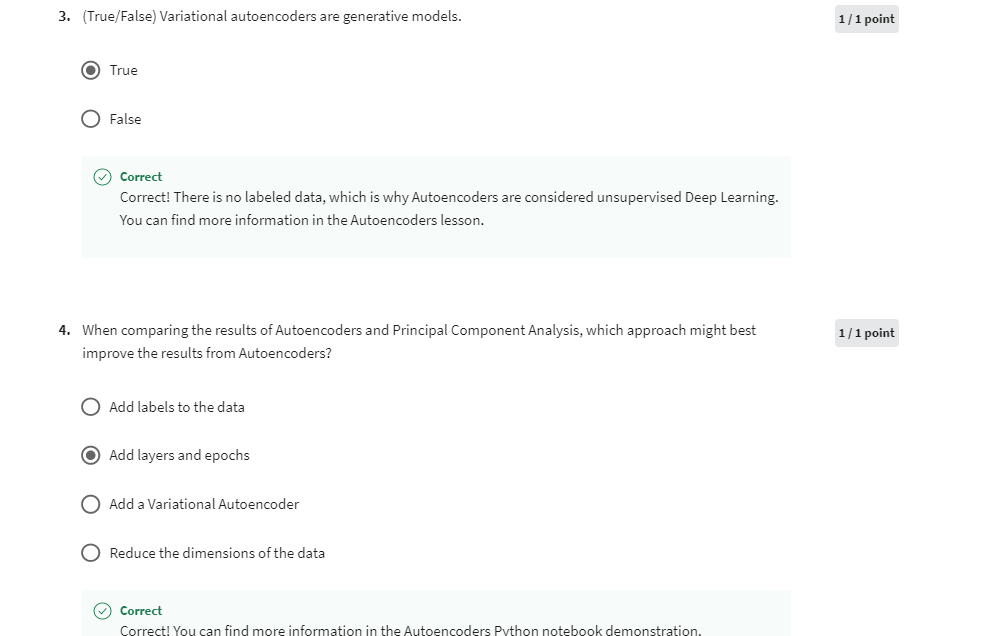 3. (True/False) Variational autoencoders are generative models.
1 / 1 point
True
False
Correct
Correct! There is no labeled data, which is why Autoencoders are considered unsupervised Deep Learning.
You can find more information in the Autoencoders lesson.
4. When comparing the results of Autoencoders and Principal Component Analysis, which approach might best
improve the results from Autoencoders?
1 / 1 point
Add labels to the data
Add layers and epochs
Add a Variational Autoencoder
Reduce the dimensions of the data
Correct
Correct! You can find more information in the Autoencoders Python notebook demonstration.